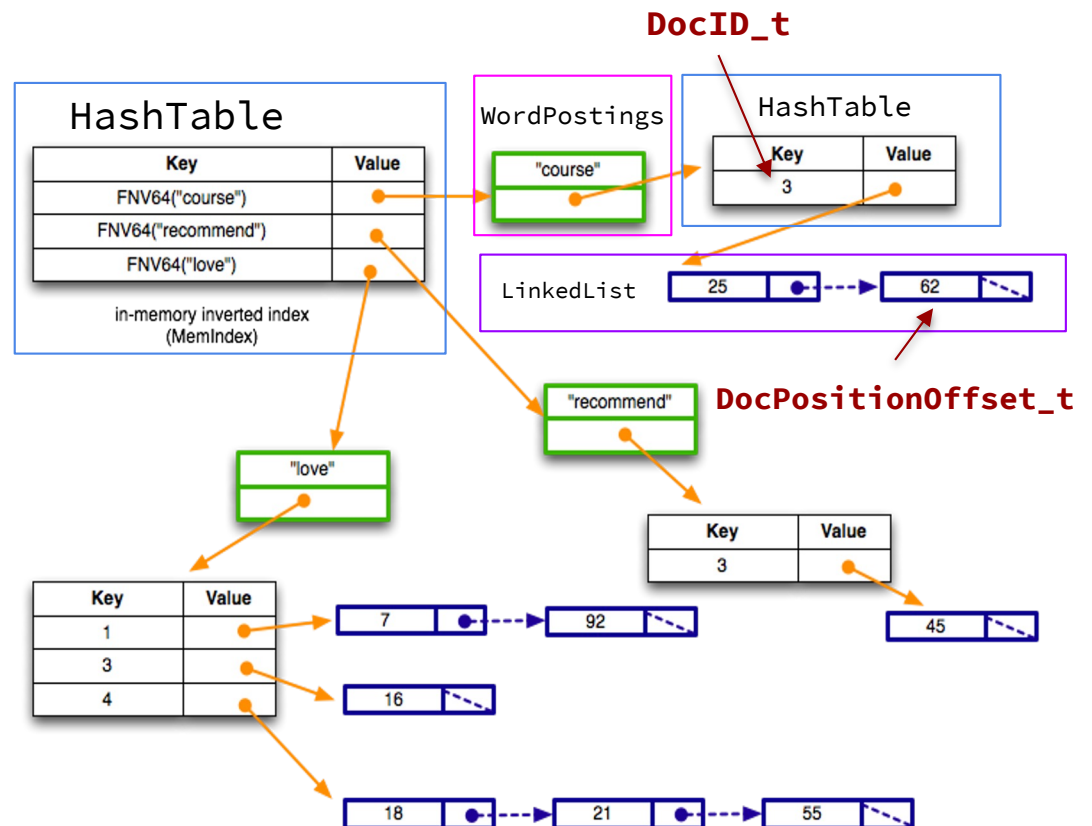 DocID_t
HashTable
Key Value
FNV64("course")
FNV64("recommend")
FNV64("love")
in-memory inverted index
(MemIndex)
WordPostings
"course"
HashTable
Key Value
3
LinkedList
25
62
DocPositionOffset_t
"recommend"
Key Value
3
45
"love"
Key Value
1
3
4
7
92
16
18
21
55